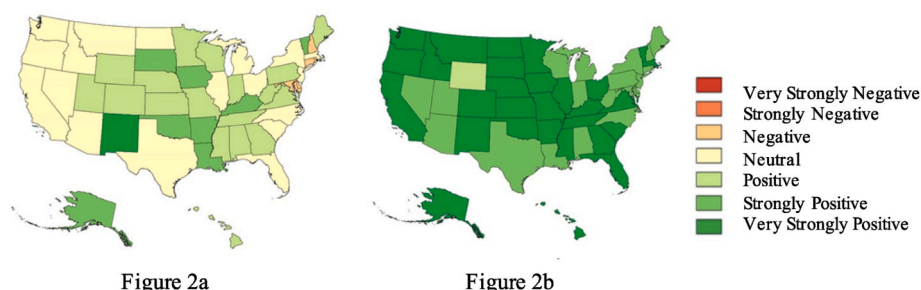 Very Strongly Negative
Strongly Negative
Negative
Neutral
Positive
Strongly Positive
Very Strongly Positive
Figure 2a
Figure 2b